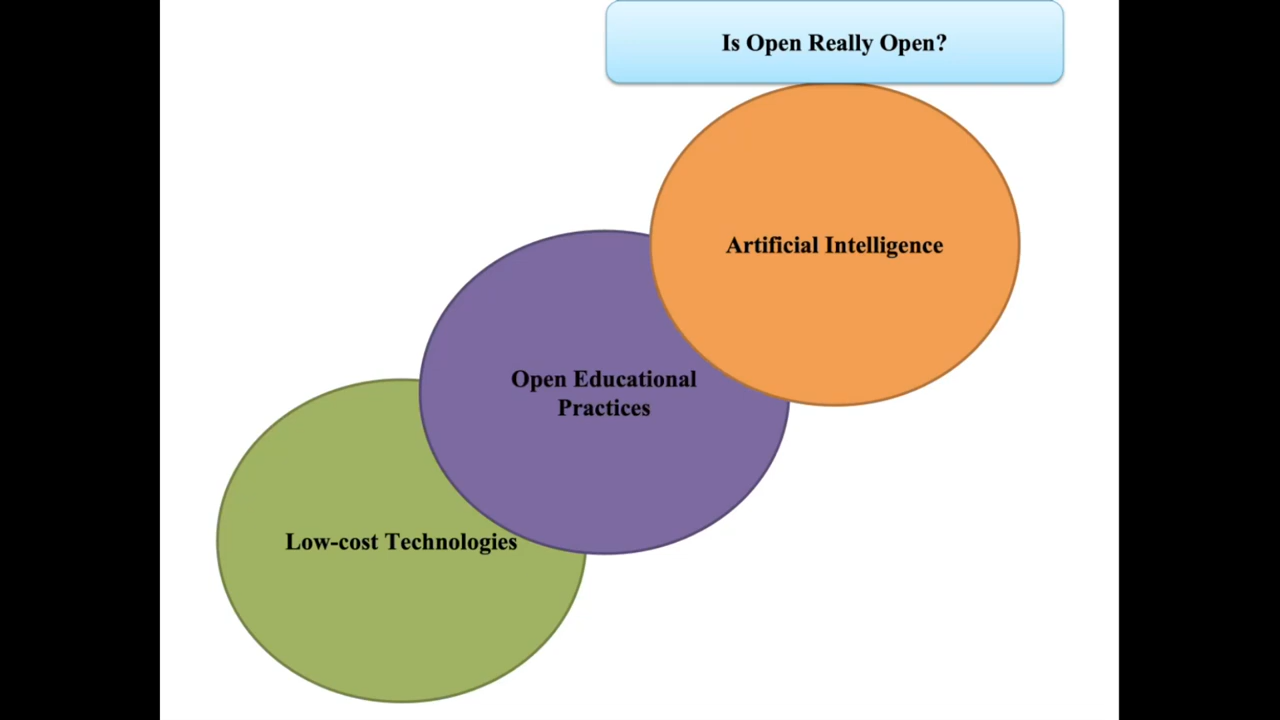 Is Open Really Open?
Artificial Intelligence
Open Educational
Practices
Low-cost Technologies